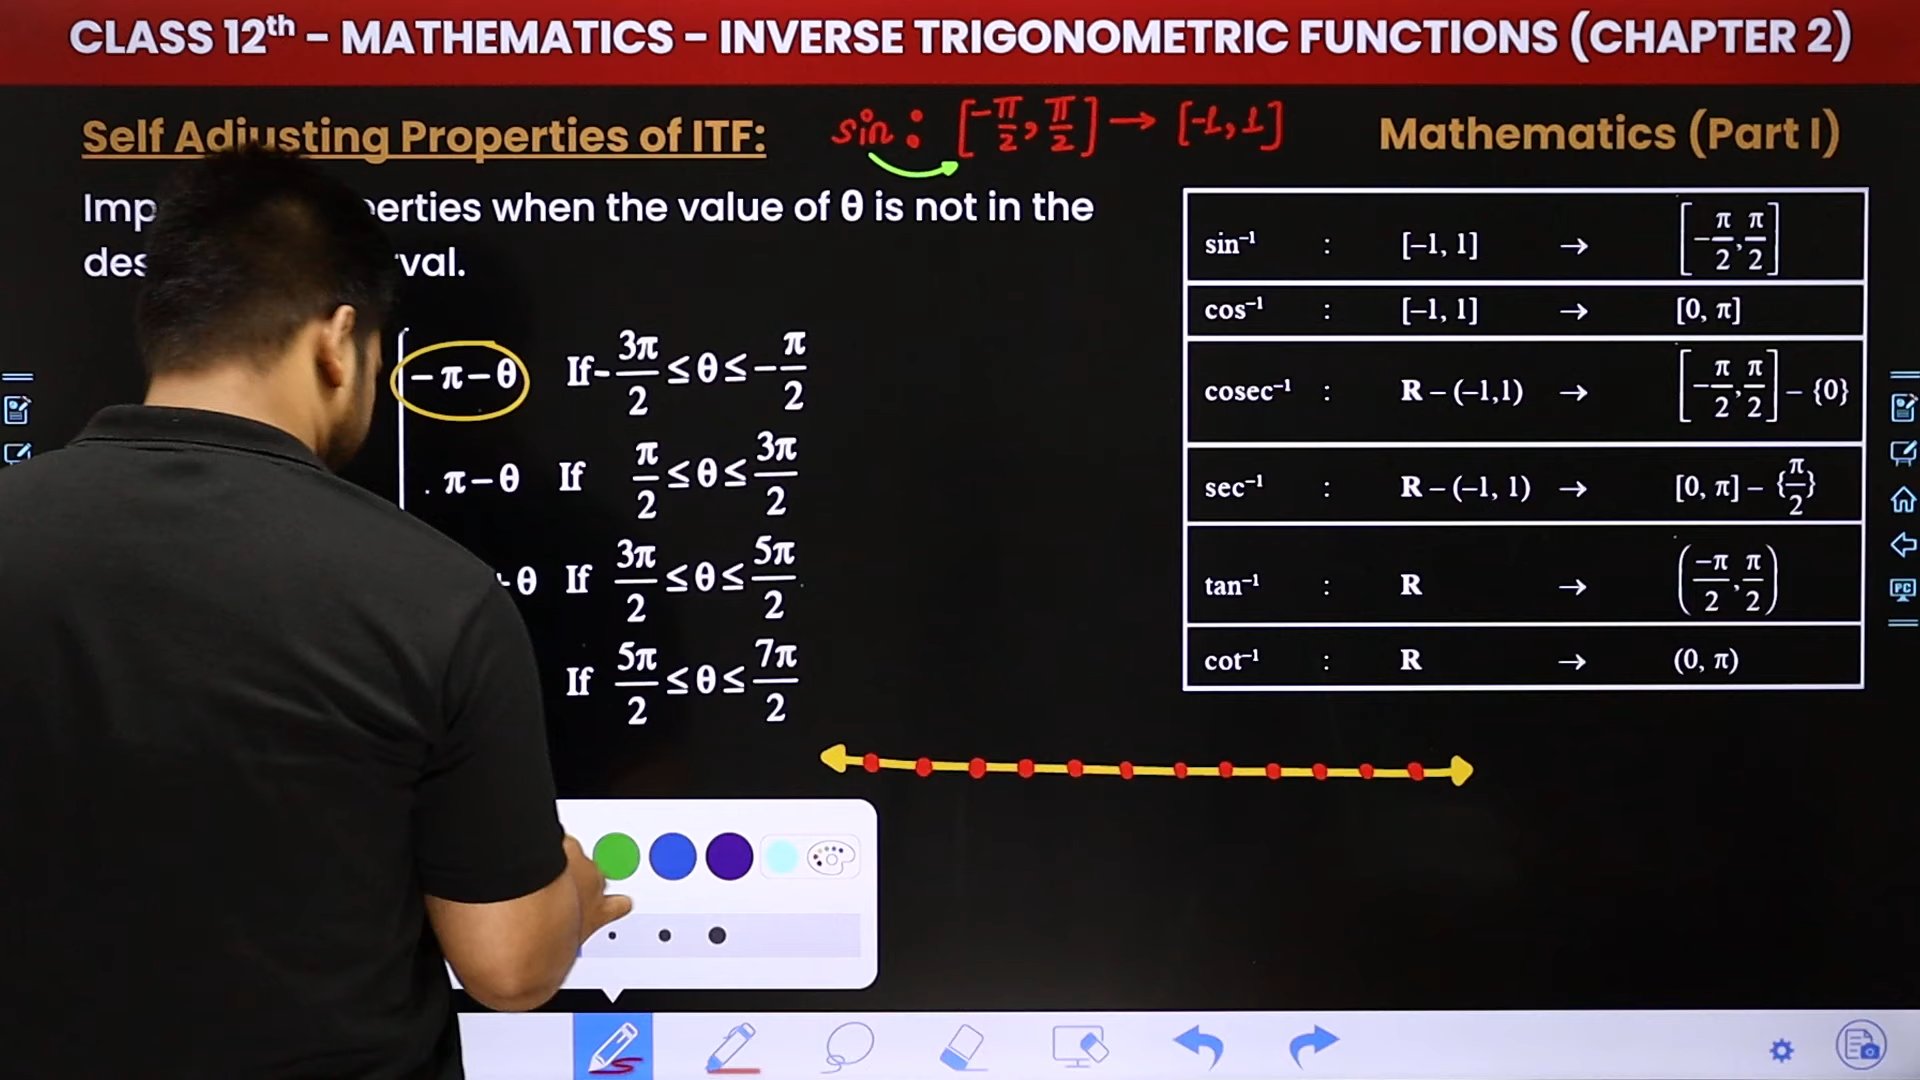 CLASS 12th – MATHEMATICS – INVERSE TRIGONOMETRIC FUNCTIONS (CHAPTER 2)
Self Adjusting Properties of ITF:
sin : [-π/2, π/2] → [-1, 1]
Mathematics (Part I)
when the value of θ is not in the
– π – θ If - 3π/2 ≤ θ ≤ – π/2
π – θ If π/2 ≤ θ ≤ 3π/2
θ If 3π/2 ≤ θ ≤ 5π/2
If 5π/2 ≤ θ ≤ 7π/2
sin⁻¹ : [–1, 1] → [–π/2, π/2]
cos⁻¹ : [–1, 1] → [0, π]
cosec⁻¹ : R – (–1,1) → [–π/2, π/2] – {0}
sec⁻¹ : R – (–1, 1) → [0, π] – {π/2}
tan⁻¹ : R → (–π/2, π/2)
cot⁻¹ : R → (0, π)
PC